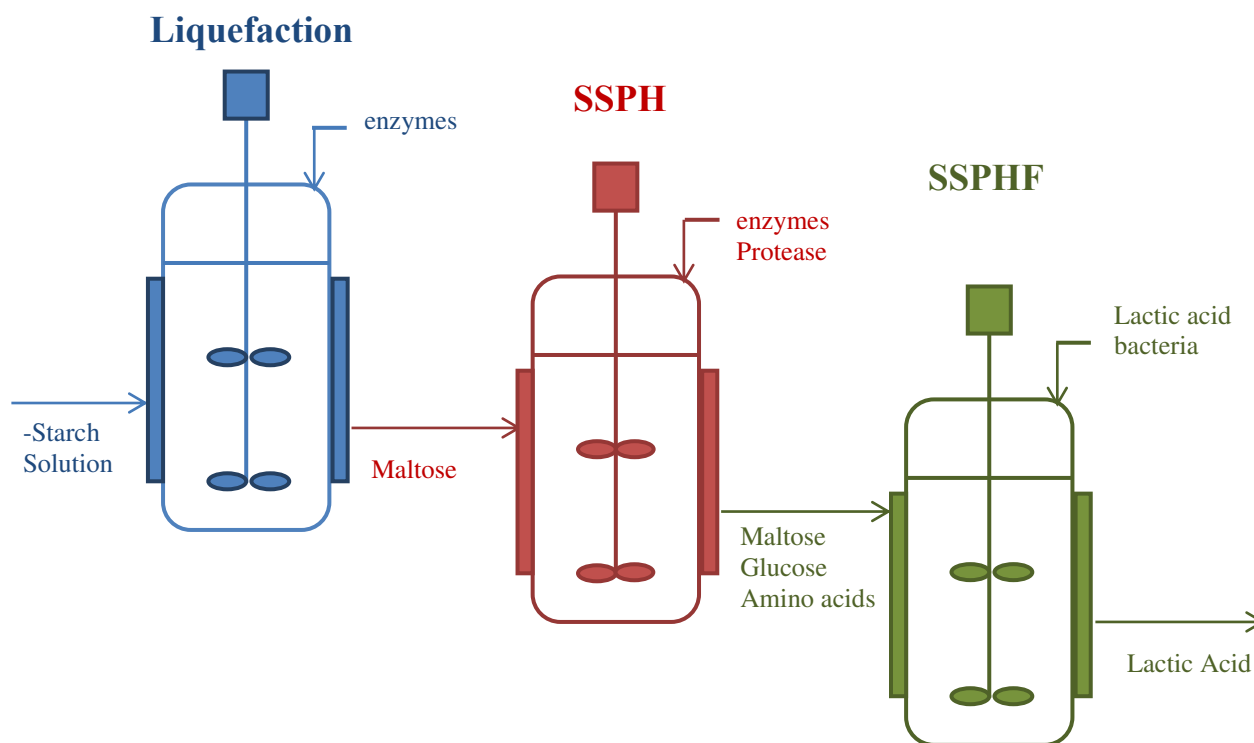 Liquefaction
enzymes
-Starch
Solution
SSPH
enzymes
Protease
Maltose
SSPHF
Lactic acid
bacteria
Maltose
Glucose
Amino acids
Lactic Acid